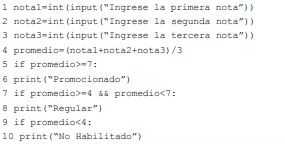 1 nota1=int(input(“Ingrese la primera nota”))
2 nota2=int(input(“Ingrese la segunda nota”))
3 nota3=int(input(“Ingrese la tercera nota”))
4 promedio=(nota1+nota2+nota3)/3
5 if promedio>=7:
6 print(“Promocionado”)
7 if promedio>=4 && promedio<7:
8 print(“Regular”)
9 if promedio<4:
10 print(“No Habilitado”)